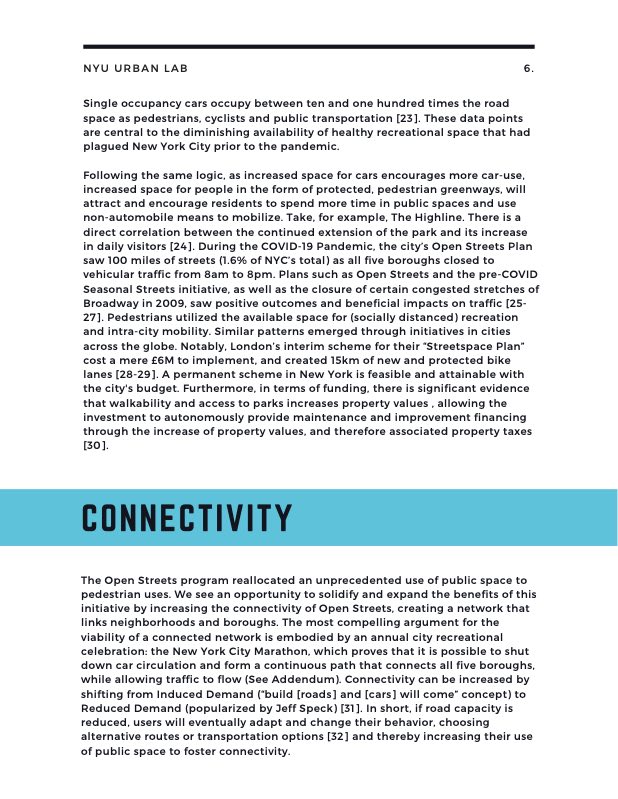 NYU URBAN LAB
6.
Single occupancy cars occupy between ten and one hundred times the road
space as pedestrians, cyclists and public transportation [23]. These data points
are central to the diminishing availability of healthy recreational space that had
plagued New York City prior to the pandemic.
Following the same logic, as increased space for cars encourages more car-use,
increased space for people in the form of protected, pedestrian greenways, will
attract and encourage residents to spend more time in public spaces and use
non-automobile means to mobilize. Take, for example, The Highline. There is a
direct correlation between the continued extension of the park and its increase
in daily visitors [24]. During the COVID-19 Pandemic, the city’s Open Streets Plan
saw 100 miles of streets (1.6% of NYC’s total) as all five boroughs closed to
vehicular traffic from 8am to 8pm. Plans such as Open Streets and the pre-COVID
Seasonal Streets initiative, as well as the closure of certain congested stretches of
Broadway in 2009, saw positive outcomes and beneficial impacts on traffic [25-
27]. Pedestrians utilized the available space for (socially distanced) recreation
and intra-city mobility. Similar patterns emerged through initiatives in cities
across the globe. Notably, London’s interim scheme for their “Streetspace Plan”
cost a mere £6M to implement, and created 15km of new and protected bike
lanes [28-29]. A permanent scheme in New York is feasible and attainable with
the city's budget. Furthermore, in terms of funding, there is significant evidence
that walkability and access to parks increases property values , allowing the
investment to autonomously provide maintenance and improvement financing
through the increase of property values, and therefore associated property taxes
[30].
CONNECTIVITY
The Open Streets program reallocated an unprecedented use of public space to
pedestrian uses. We see an opportunity to solidify and expand the benefits of this
initiative by increasing the connectivity of Open Streets, creating a network that
links neighborhoods and boroughs. The most compelling argument for the
viability of a connected network is embodied by an annual city recreational
celebration: the New York City Marathon, which proves that it is possible to shut
down car circulation and form a continuous path that connects all five boroughs,
while allowing traffic to flow (See Addendum). Connectivity can be increased by
shifting from Induced Demand (“build [roads] and [cars] will come” concept) to
Reduced Demand (popularized by Jeff Speck) [31]. In short, if road capacity is
reduced, users will eventually adapt and change their behavior, choosing
alternative routes or transportation options [32] and thereby increasing their use
of public space to foster connectivity.